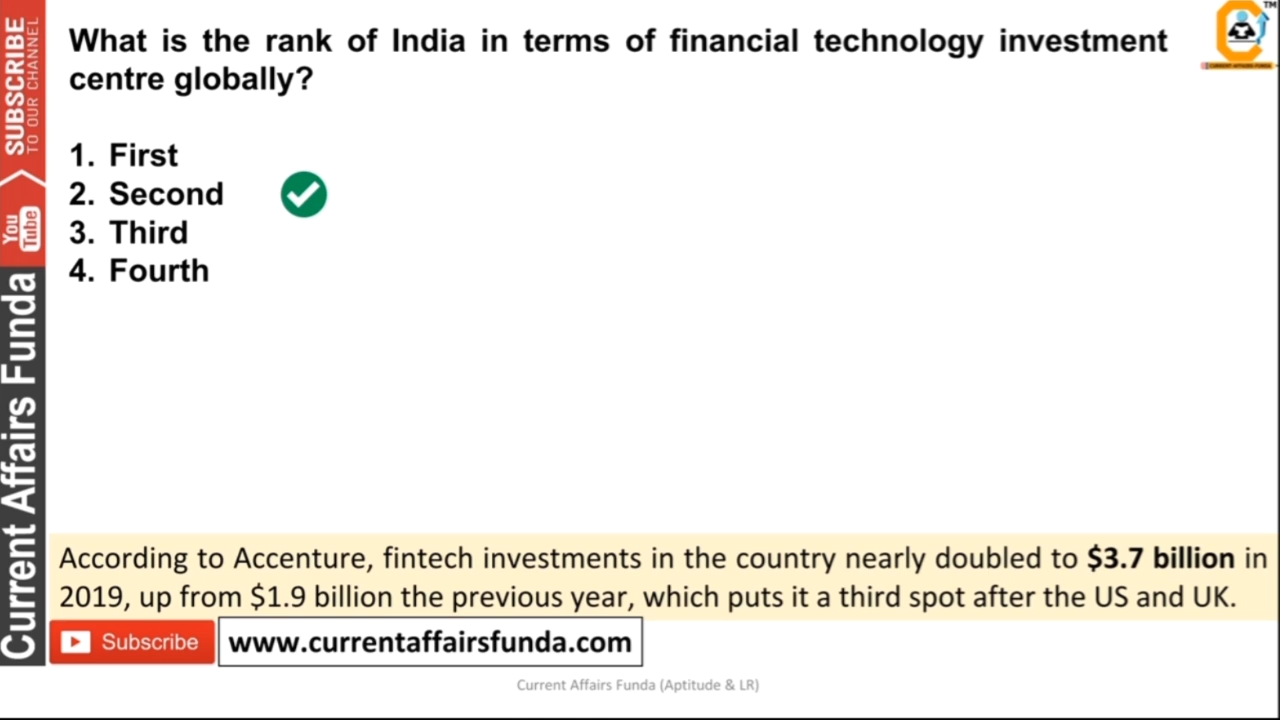 What is the rank of India in terms of financial technology investment
centre globally?
1. First
2. Second
3. Third
4. Fourth
According to Accenture, fintech investments in the country nearly doubled to $3.7 billion in
2019, up from $1.9 billion the previous year, which puts it a third spot after the US and UK.
Subscribe
www.currentaffairsfunda.com
Current Affairs Funda (Aptitude & LR)
SUBSCRIBE
TO OUR CHANNEL
You
Tube
Current Affairs Funda
TM
CURRENT AFFAIRS FUNDA